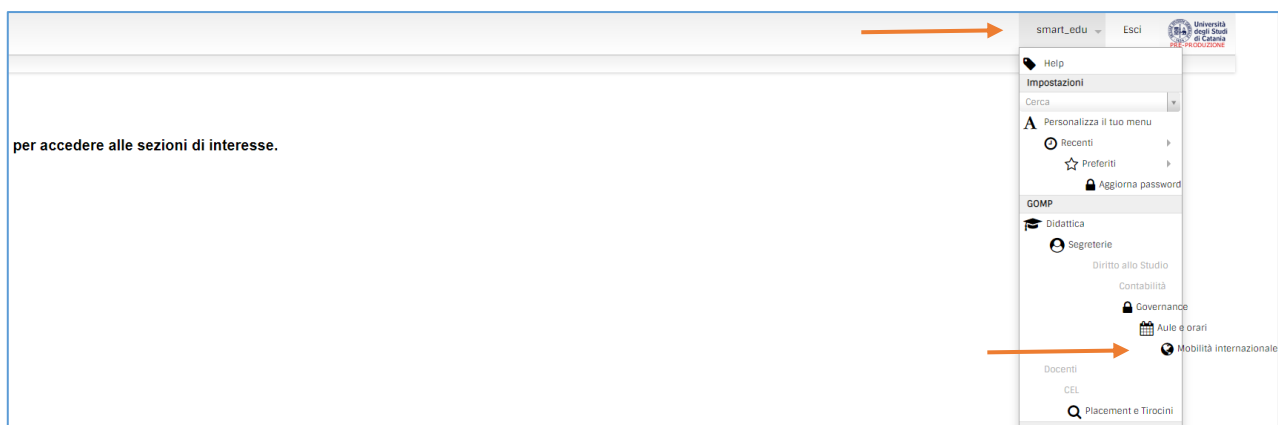 smart_edu
Esci
Università
degli Studi
di Catania
PRE-PRODUZIONE
Help
Impostazioni
Cerca
A Personalizza il tuo menu
Recenti
per accedere alle sezioni di interesse.
Preferiti
Aggiorna password
GOMP
Didattica
Segreterie
Diritto allo Studio
Contabilità
Governance
Aule e orari
Mobilità internazionale
Docenti
CEL
Placement e Tirocini